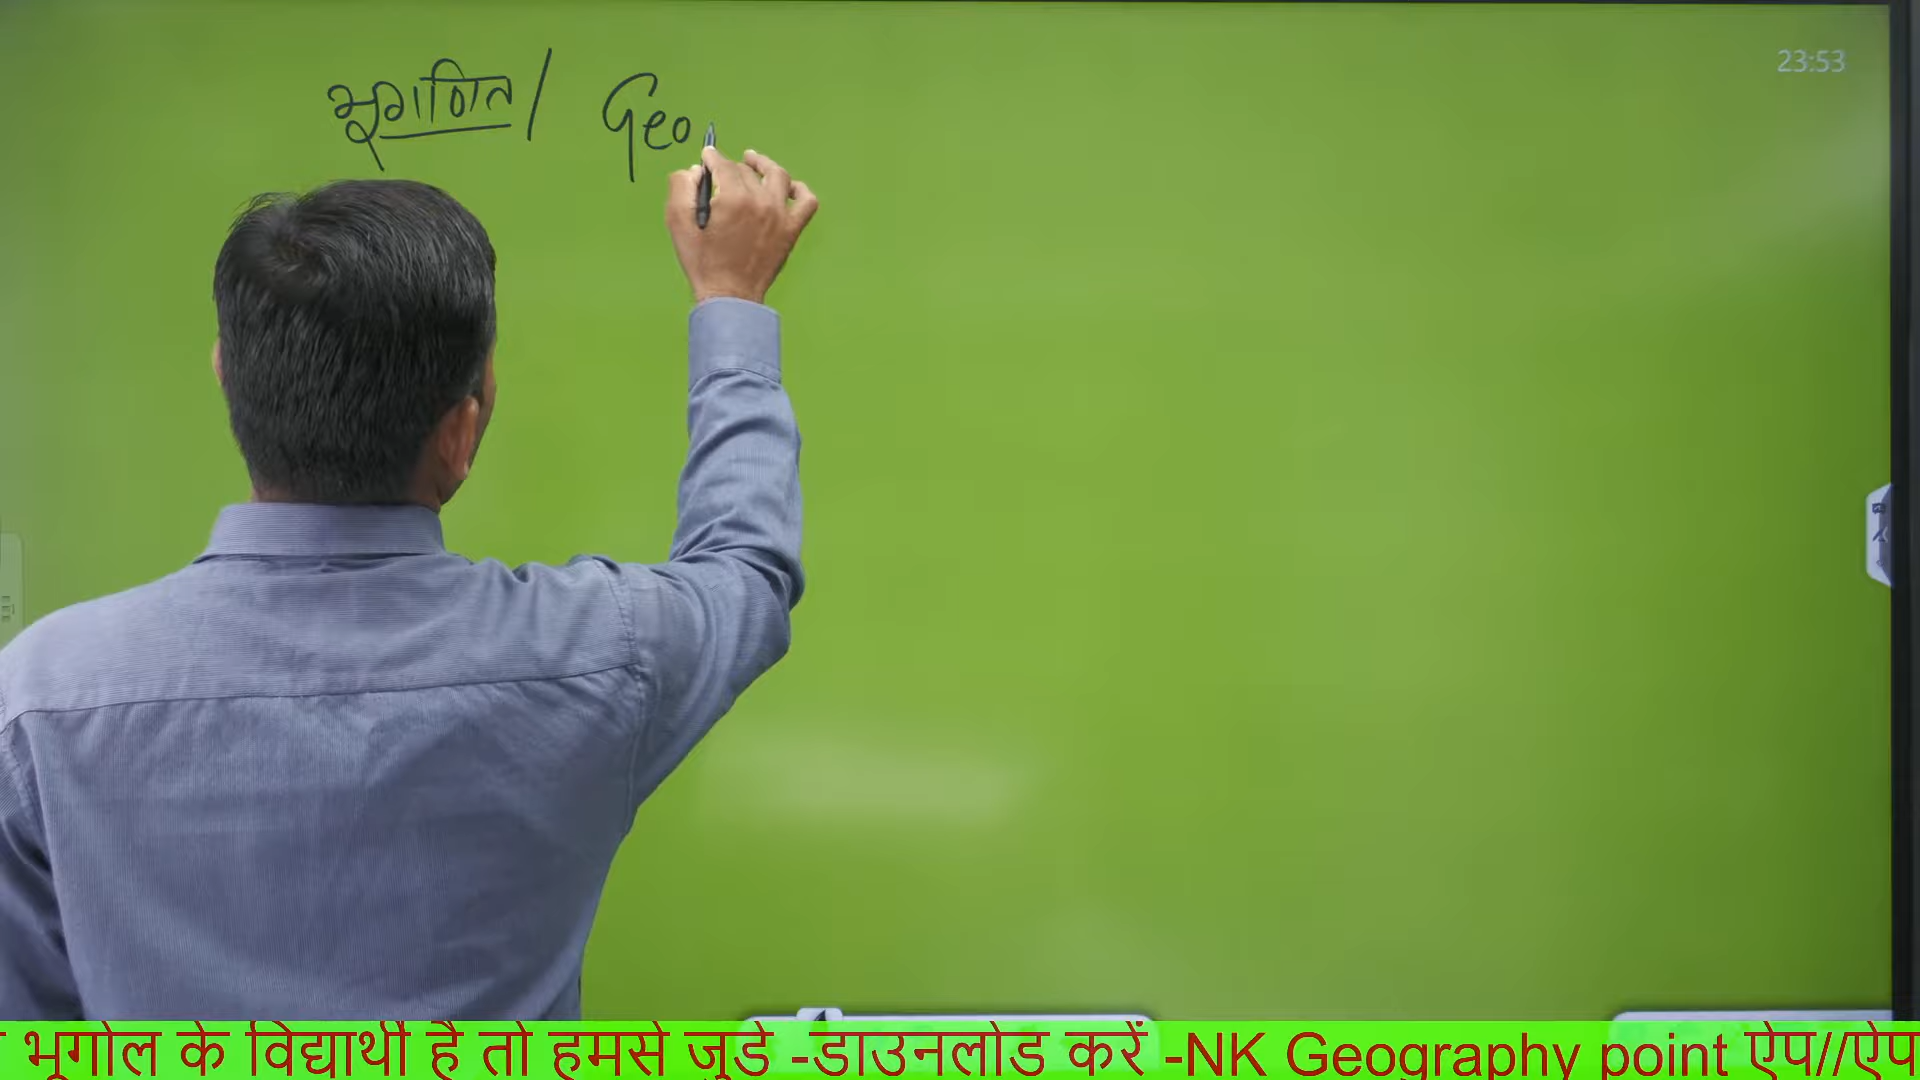 23:53
भूगणित / Geo
भूगोल के विद्यार्थी है तो हमसे जुडे -डाउनलोड करें -NK Geography point ऐप//ऐप